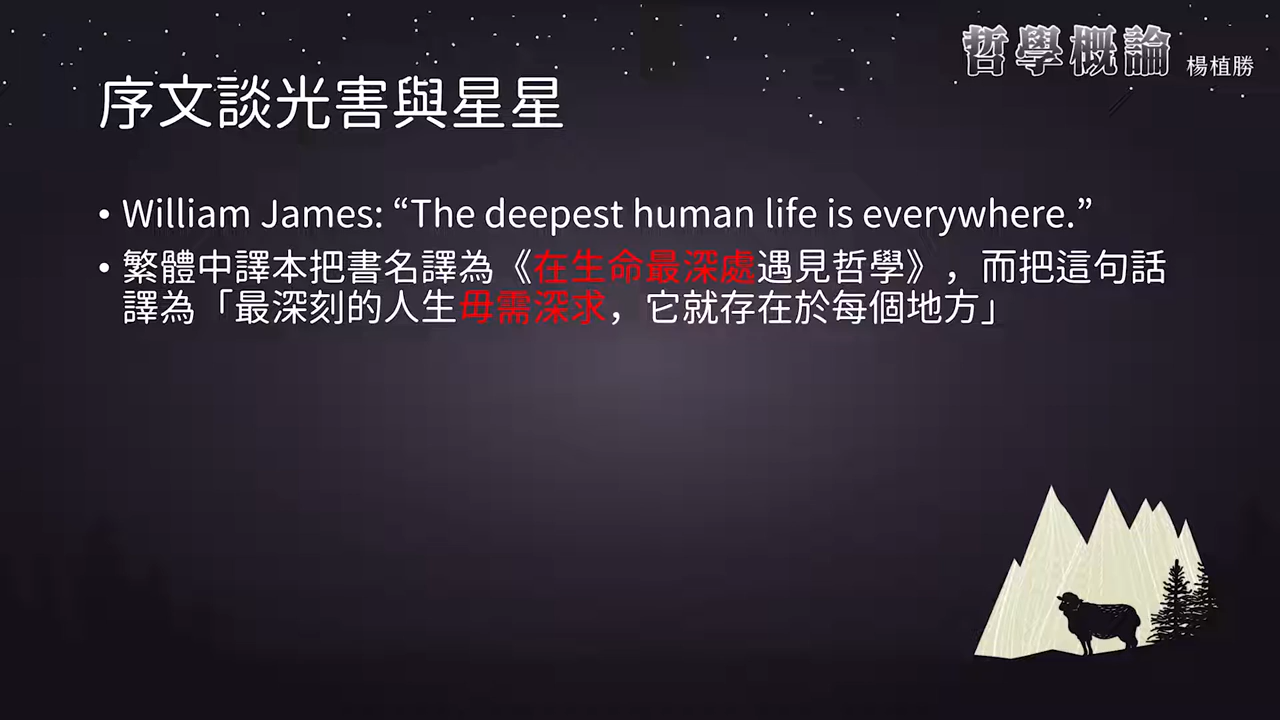 哲學概論 楊植勝
序文談光害與星星
• William James: “The deepest human life is everywhere.”
• 繁體中譯本把書名譯為《在生命最深處遇見哲學》，而把這句話
譯為「最深刻的人生毋需深求，它就存在於每個地方」